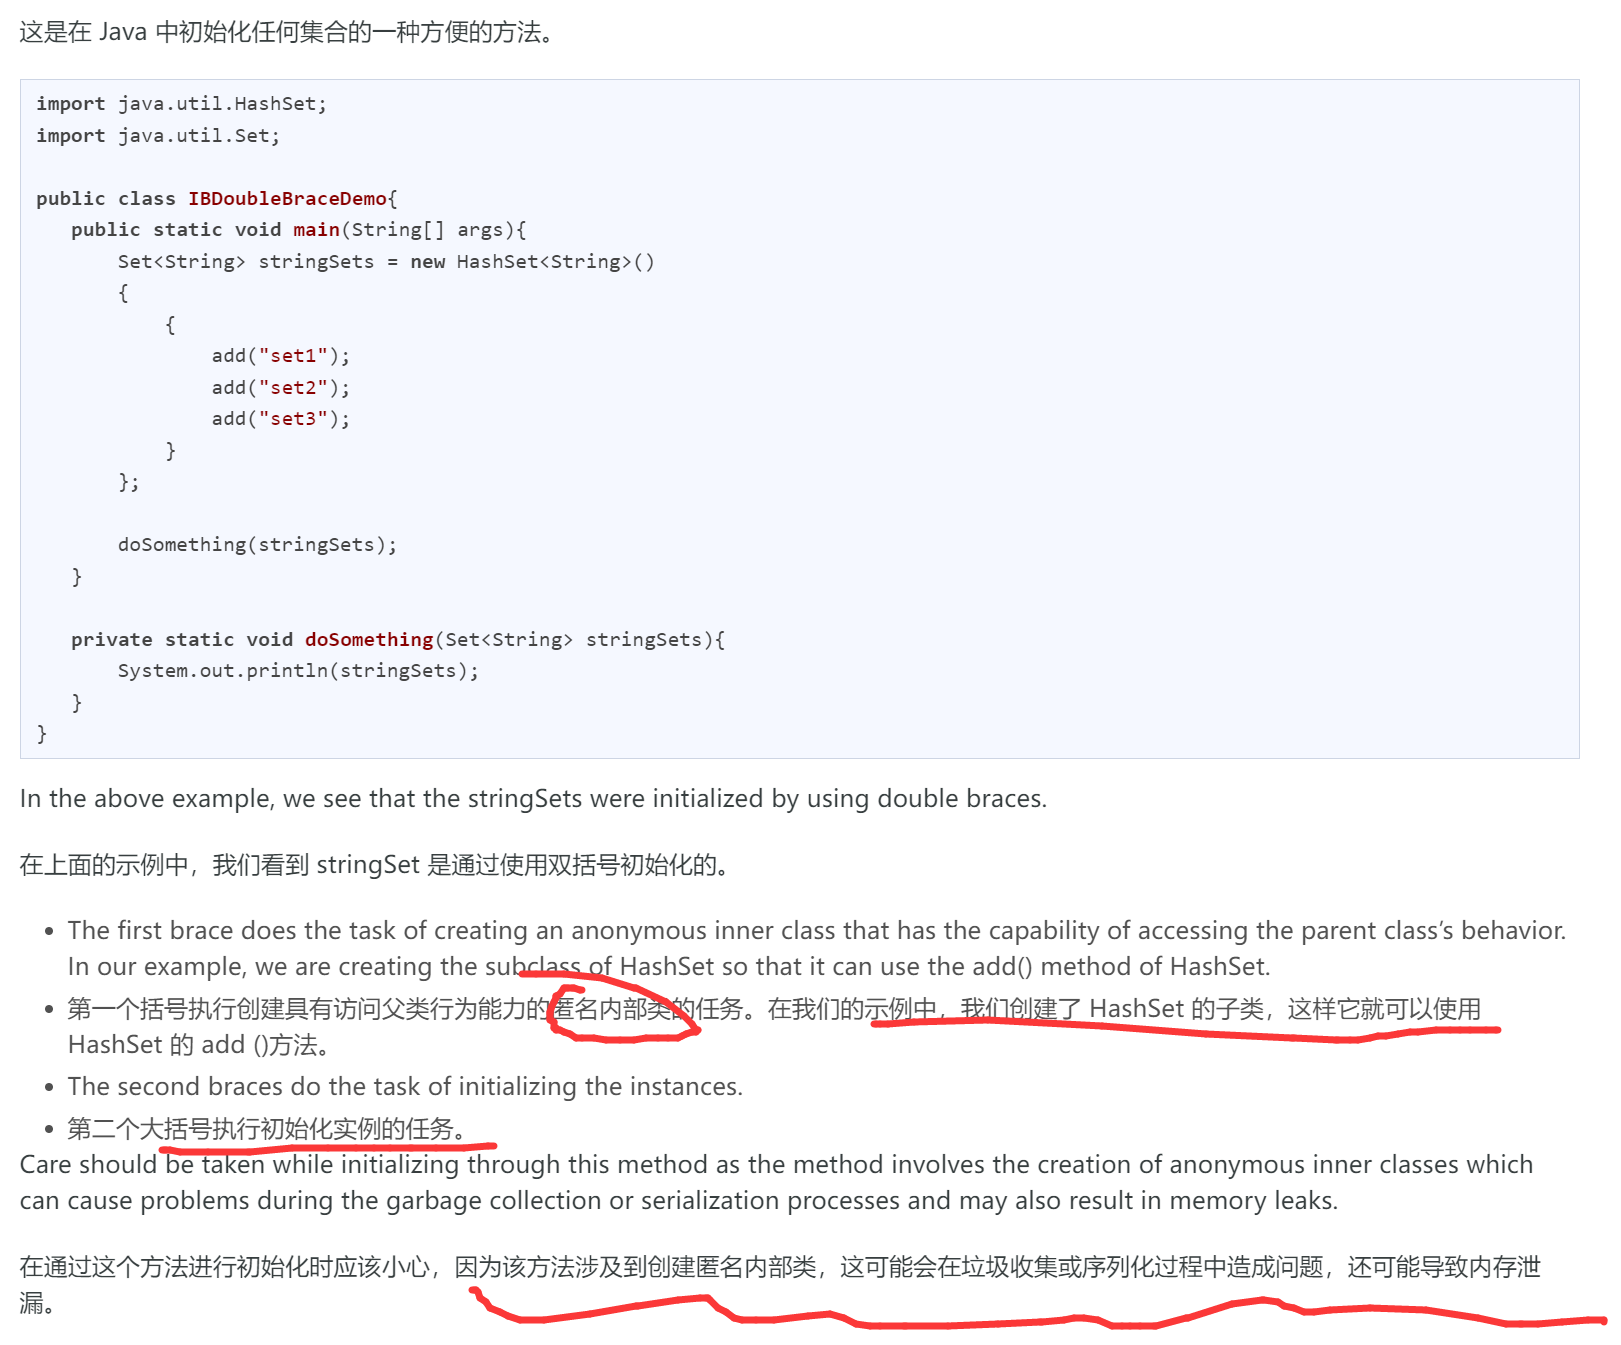 这是在 Java 中初始化任何集合的一种方便的方法。
import java.util.HashSet;
import java.util.Set;
public class IBDoubleBraceDemo{
public static void main(String[] args){
Set<String> stringSets = new HashSet<String>()
{
{
add("set1");
add("set2");
add("set3");
}
};
doSomething(stringSets);
}
private static void doSomething(Set<String> stringSets){
System.out.println(stringSets);
}
}
In the above example, we see that the stringSets were initialized by using double braces.
在上面的示例中，我们看到 stringSet 是通过使用双括号初始化的。
• The first brace does the task of creating an anonymous inner class that has the capability of accessing the parent class’s behavior.
In our example, we are creating the subclass of HashSet so that it can use the add() method of HashSet.
• 第一个括号执行创建具有访问父类行为能力的匿名内部类的任务。在我们的示例中，我们创建了 HashSet 的子类，这样它就可以使用
HashSet 的 add ()方法。
• The second braces do the task of initializing the instances.
• 第二个大括号执行初始化实例的任务。
Care should be taken while initializing through this method as the method involves the creation of anonymous inner classes which
can cause problems during the garbage collection or serialization processes and may also result in memory leaks.
在通过这个方法进行初始化时应该小心，因为该方法涉及到创建匿名内部类，这可能会在垃圾收集或序列化过程中造成问题，还可能导致内存泄
漏。